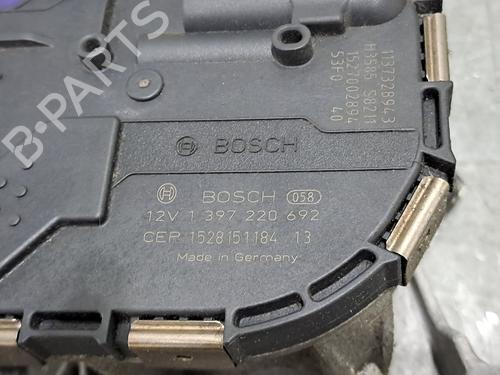 B-PARTS
1137328943
H3585 S8211
1527002894
53F0 40
BOSCH
BOSCH 058
12V 1 397 220 692
CEP 1528151184 13
Made in Germany